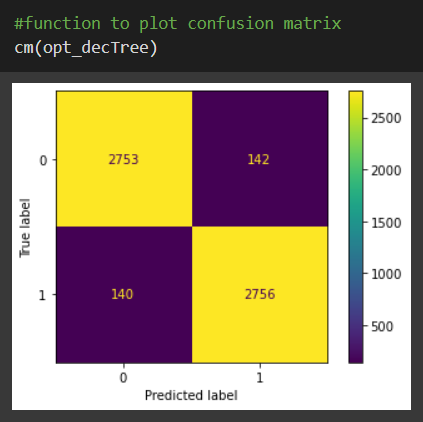 #function to plot confusion matrix
cm(opt_decTree)
0 2753 142
1 140 2756
0 1
True label
Predicted label
2500
2000
1500
1000
500